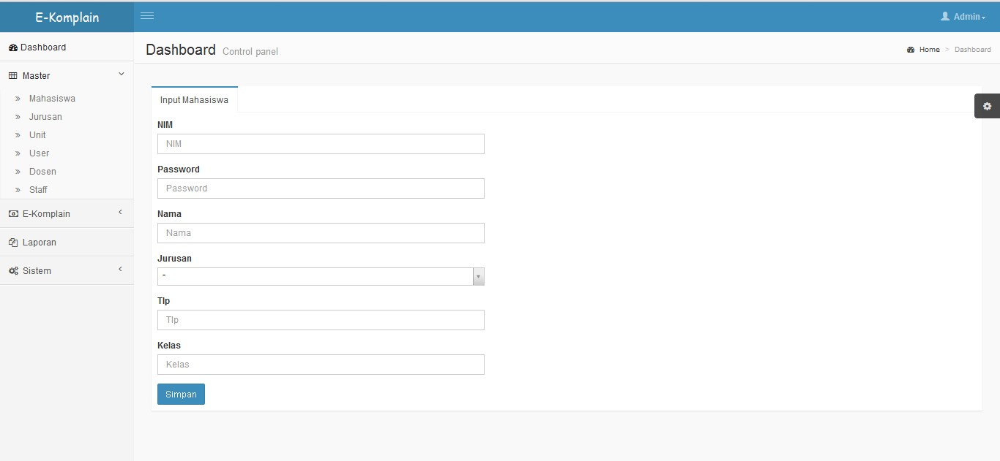 E-Komplain
Admin
Dashboard
Master
Mahasiswa
Jurusan
Unit
User
Dosen
Staff
E-Komplain
Laporan
Sistem
Dashboard Control panel
Home > Dashboard
Input Mahasiswa
NIM
NIM
Password
Password
Nama
Nama
Jurusan
-
Tlp
Tlp
Kelas
Kelas
Simpan